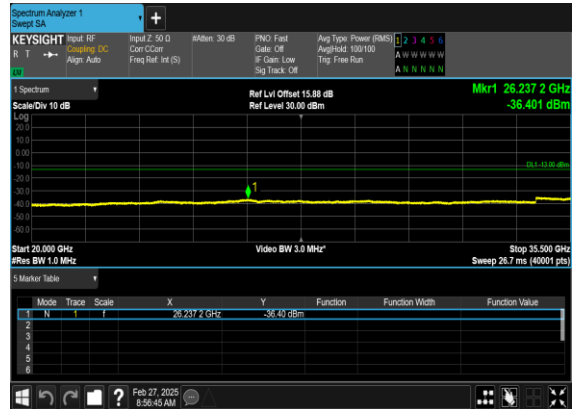 Spectrum Analyzer 1
Swept SA
+
KEYSIGHT Input: RF Input Z: 50 Ω #Atten: 30 dB PNO: Fast Avg Type: Power (RMS) 1 2 3 4 5 6
R T Coupling: DC Corr CCorr Gate: Off Avg|Hold: 100/100 A W W W W W
Align: Auto Freq Ref: Int (S) IF Gain: Low Trig: Free Run
Sig Track: Off A N N N N N
1 Spectrum Ref Lvl Offset 15.88 dB Mkr1 26.237 2 GHz
Scale/Div 10 dB Ref Level 30.00 dBm -36.401 dBm
Log
20.0
10.0
0.00
-10.0 DL1 -13.00 dBm
-20.0
-30.0 1
-40.0
-50.0
-60.0
Start 20.000 GHz Video BW 3.0 MHz* Stop 35.500 GHz
#Res BW 1.0 MHz Sweep 26.7 ms (40001 pts)
5 Marker Table
Mode Trace Scale X Y Function Function Width Function Value
1 N 1 f 26.237 2 GHz -36.40 dBm
2
3
4
5
6
? Feb 27, 2025
8:56:45 AM